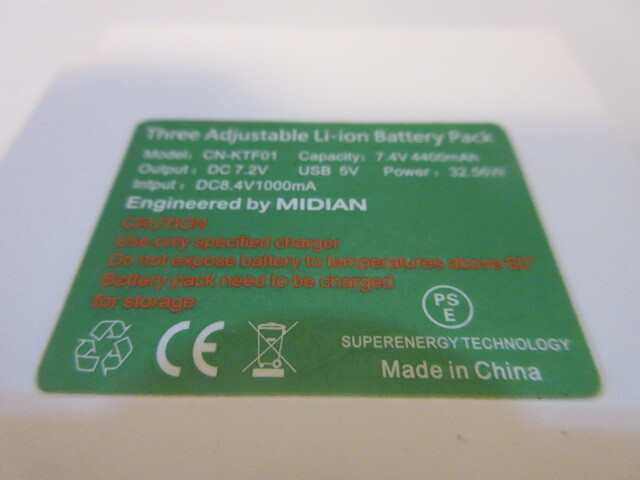 Three Adjustable Li-ion Battery Pack
Model: CN-KTF01 Capacity: 7.4V 4400mAh
Output: DC 7.2V USB 5V Power: 32.56W
Intput: DC8.4V1000mA
Engineered by MIDIAN
CAUTION
Use only specified charger
Do not expose battery to temperatures above
Battery pack need to be charged
for storage
PS
E
CE
SUPERENERGY TECHNOLOGY
Made in China